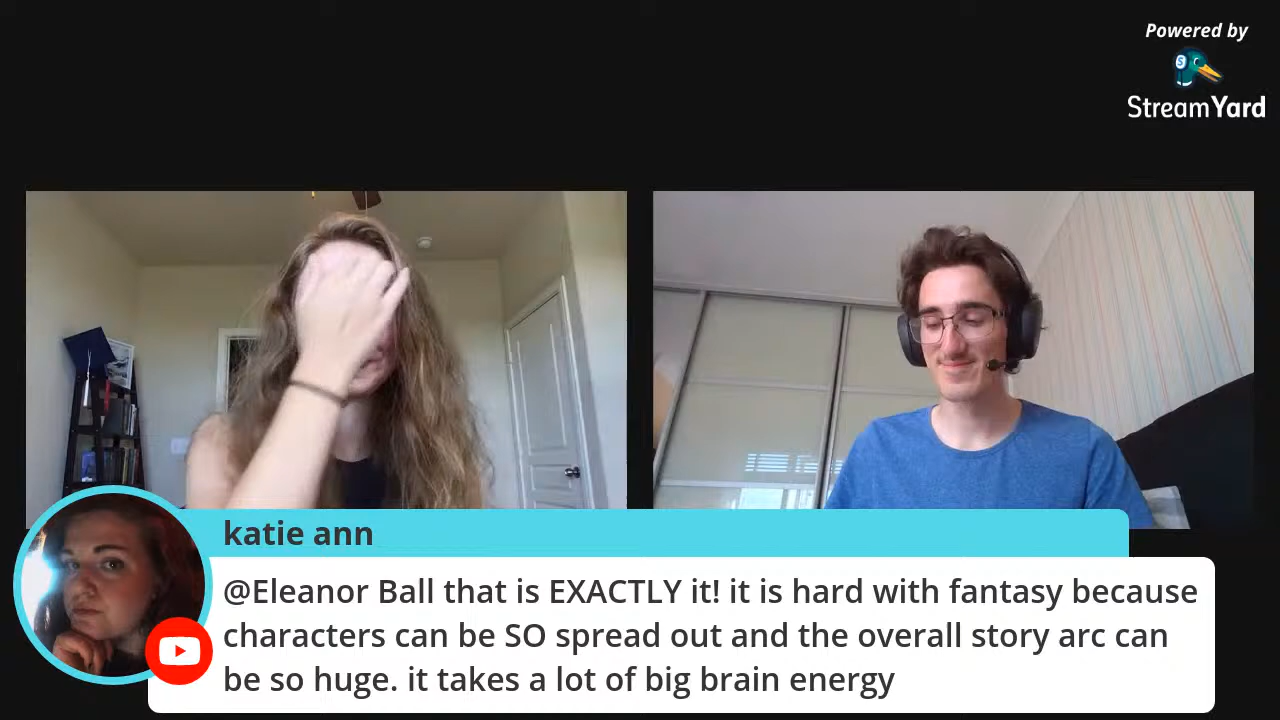 Powered by
StreamYard
katie ann
@Eleanor Ball that is EXACTLY it! it is hard with fantasy because
characters can be SO spread out and the overall story arc can
be so huge. it takes a lot of big brain energy